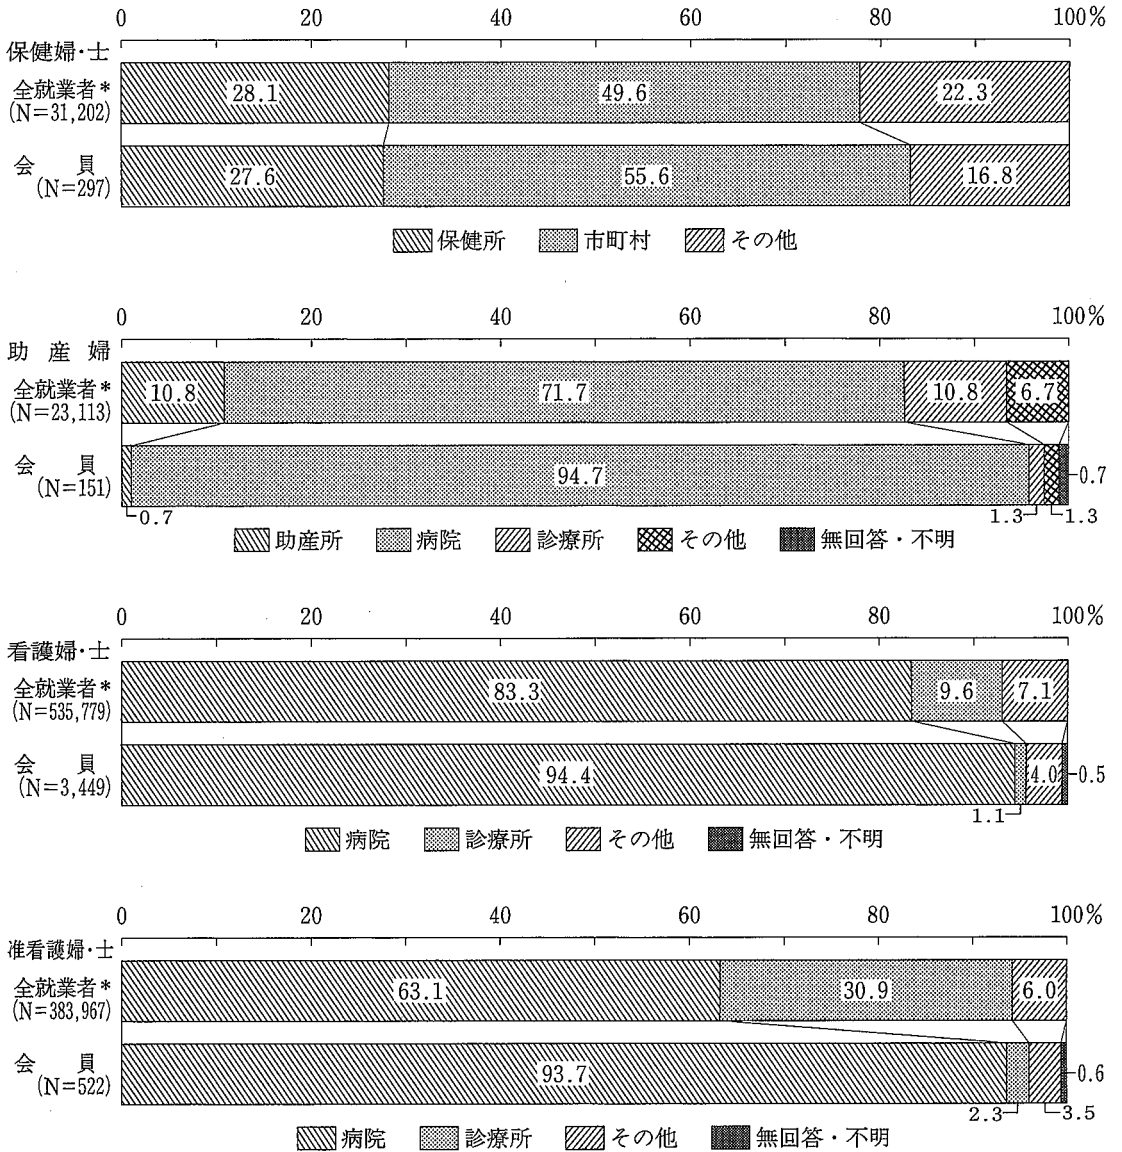 0 20 40 60 80 100%
保健婦・士
全就業者* 28.1 49.6 22.3
(N=31,202)
会員 27.6 55.6 16.8
(N=297)
保健所 市町村 その他
0 20 40 60 80 100%
助産婦
全就業者* 10.8 71.7 10.8 6.7
(N=23,113)
会員 94.7 0.7
(N=151)
0.7 1.3 1.3
助産所 病院 診療所 その他 無回答・不明
0 20 40 60 80 100%
看護婦・士
全就業者* 83.3 9.6 7.1
(N=535,779)
会員 94.4 4.0 0.5
(N=3,449)
1.1
病院 診療所 その他 無回答・不明
0 20 40 60 80 100%
准看護婦・士
全就業者* 63.1 30.9 6.0
(N=383,967)
会員 93.7 0.6
(N=522)
2.3 3.5
病院 診療所 その他 無回答・不明